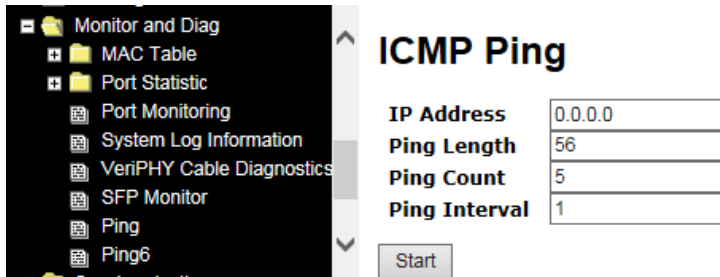 Monitor and Diag
MAC Table
Port Statistic
Port Monitoring
System Log Information
VeriPHY Cable Diagnostics
SFP Monitor
Ping
Ping6
ICMP Ping
IP Address 0.0.0.0
Ping Length 56
Ping Count 5
Ping Interval 1
Start